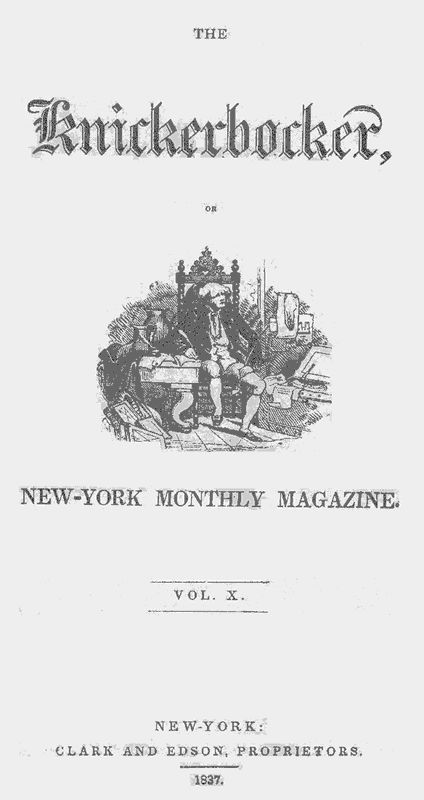 THE
Knickerbocker,
OR
NEW-YORK MONTHLY MAGAZINE.
VOL. X.
NEW-YORK:
CLARK AND EDSON, PROPRIETORS.
1837.